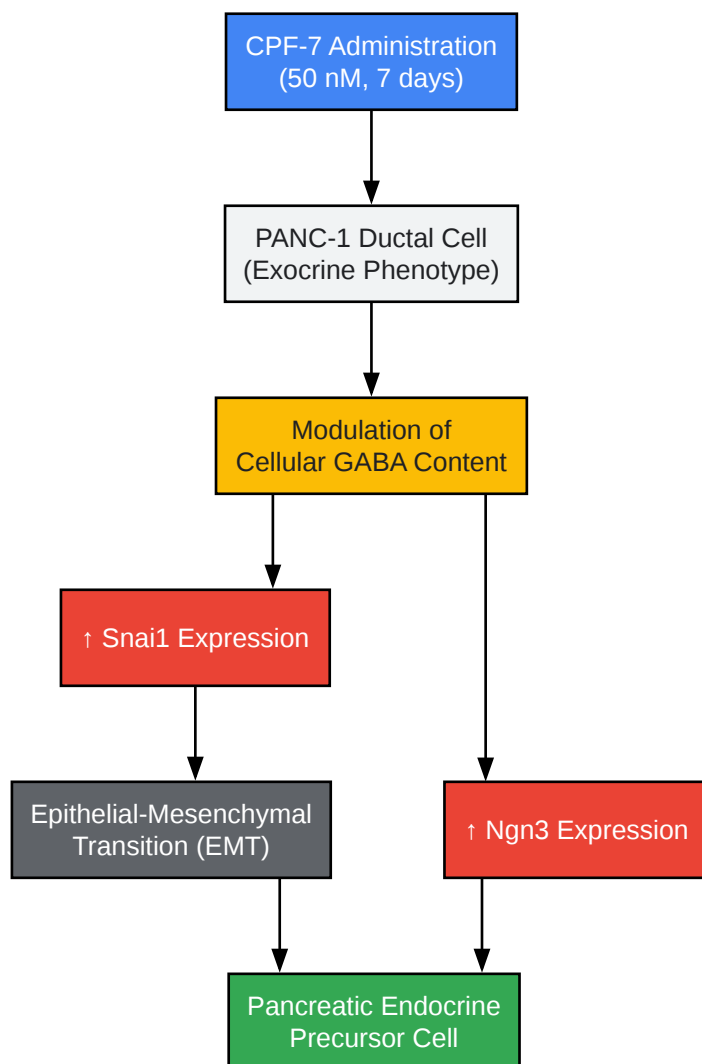 CPF-7 Administration
(50 nM, 7 days)
PANC-1 Ductal Cell
(Exocrine Phenotype)
Modulation of
Cellular GABA Content
↑ Snai1 Expression
Epithelial-Mesenchymal
Transition (EMT)
↑ Ngn3 Expression
Pancreatic Endocrine
Precursor Cell